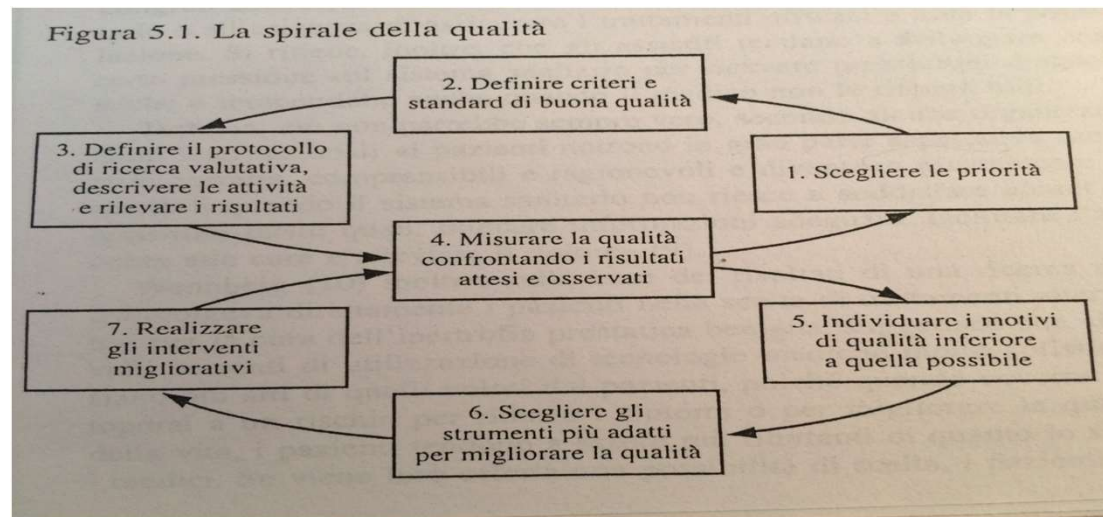 Figura 5.1. La spirale della qualità
2. Definire criteri e
standard di buona qualità
3. Definire il protocollo
di ricerca valutativa,
descrivere le attività
e rilevare i risultati
1. Scegliere le priorità
4. Misurare la qualità
confrontando i risultati
attesi e osservati
7. Realizzare
gli interventi
migliorativi
5. Individuare i motivi
di qualità inferiore
a quella possibile
6. Scegliere gli
strumenti più adatti
per migliorare la qualità